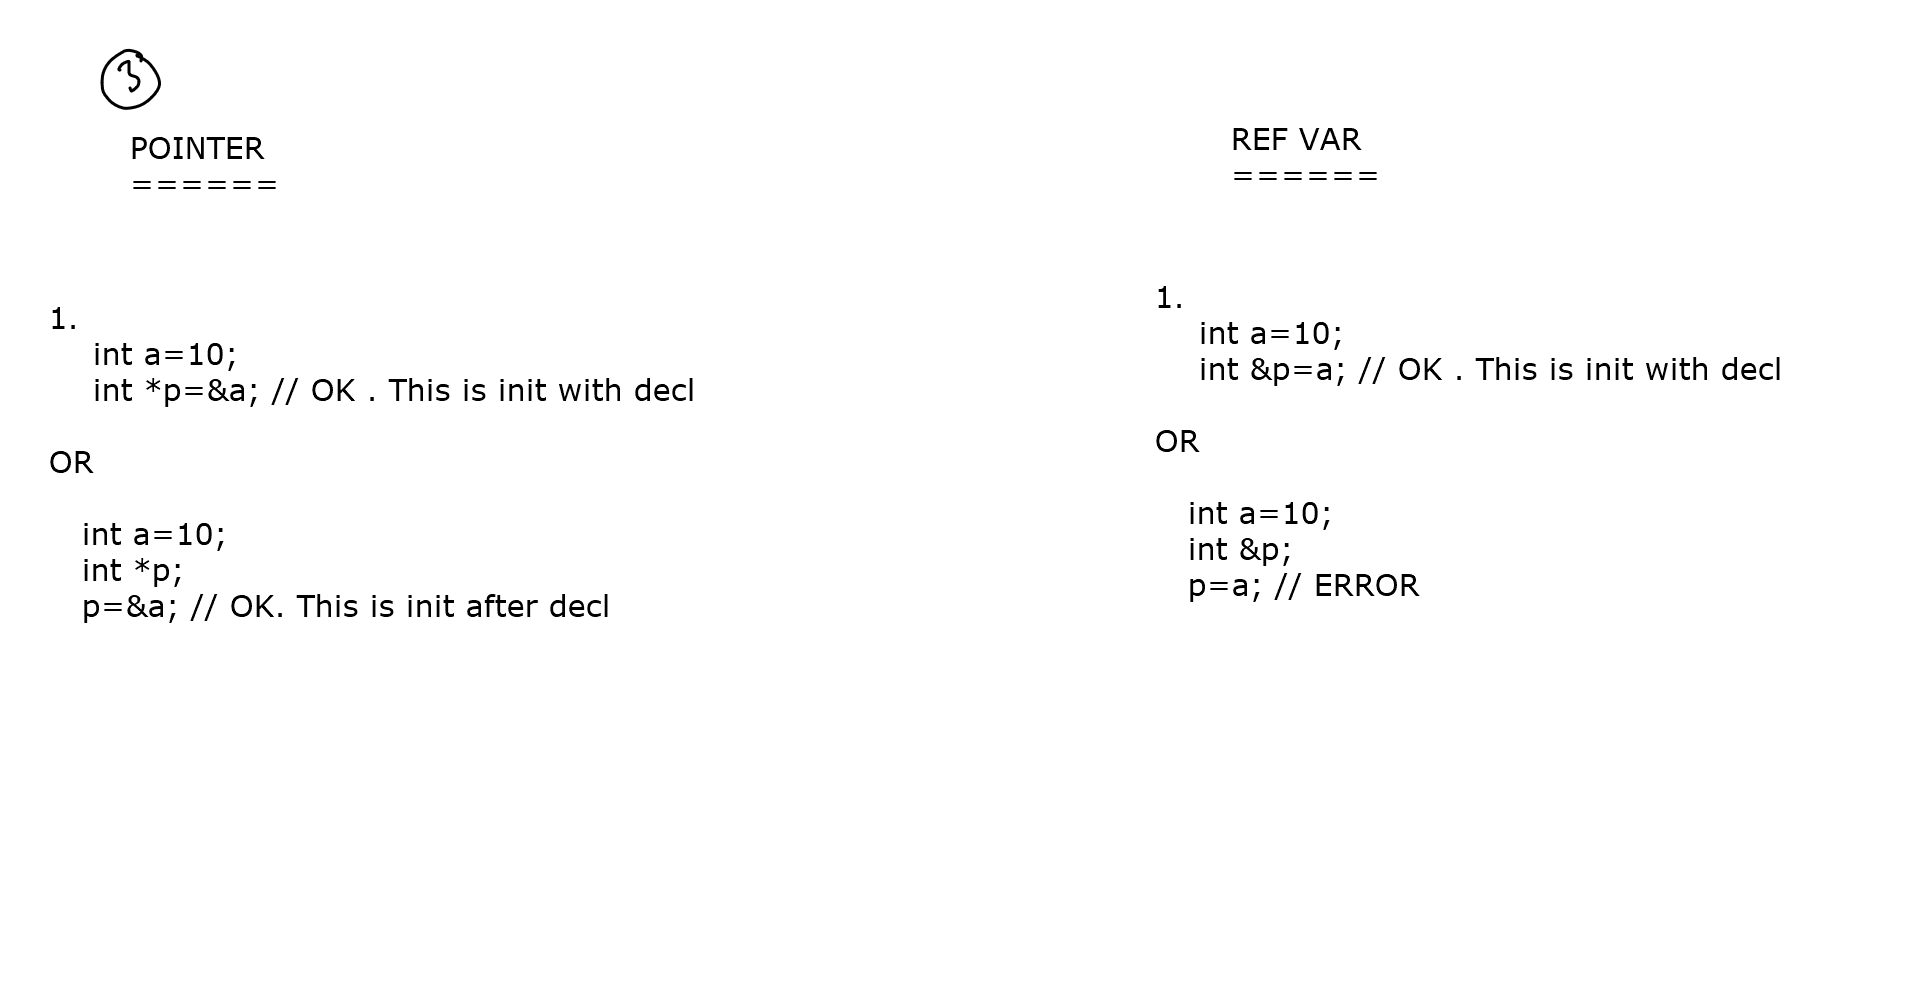 3
POINTER
======
1.
int a=10;
int *p=&a; // OK . This is init with decl
OR
int a=10;
int *p;
p=&a; // OK. This is init after decl
REF VAR
======
1.
int a=10;
int &p=a; // OK . This is init with decl
OR
int a=10;
int &p;
p=a; // ERROR